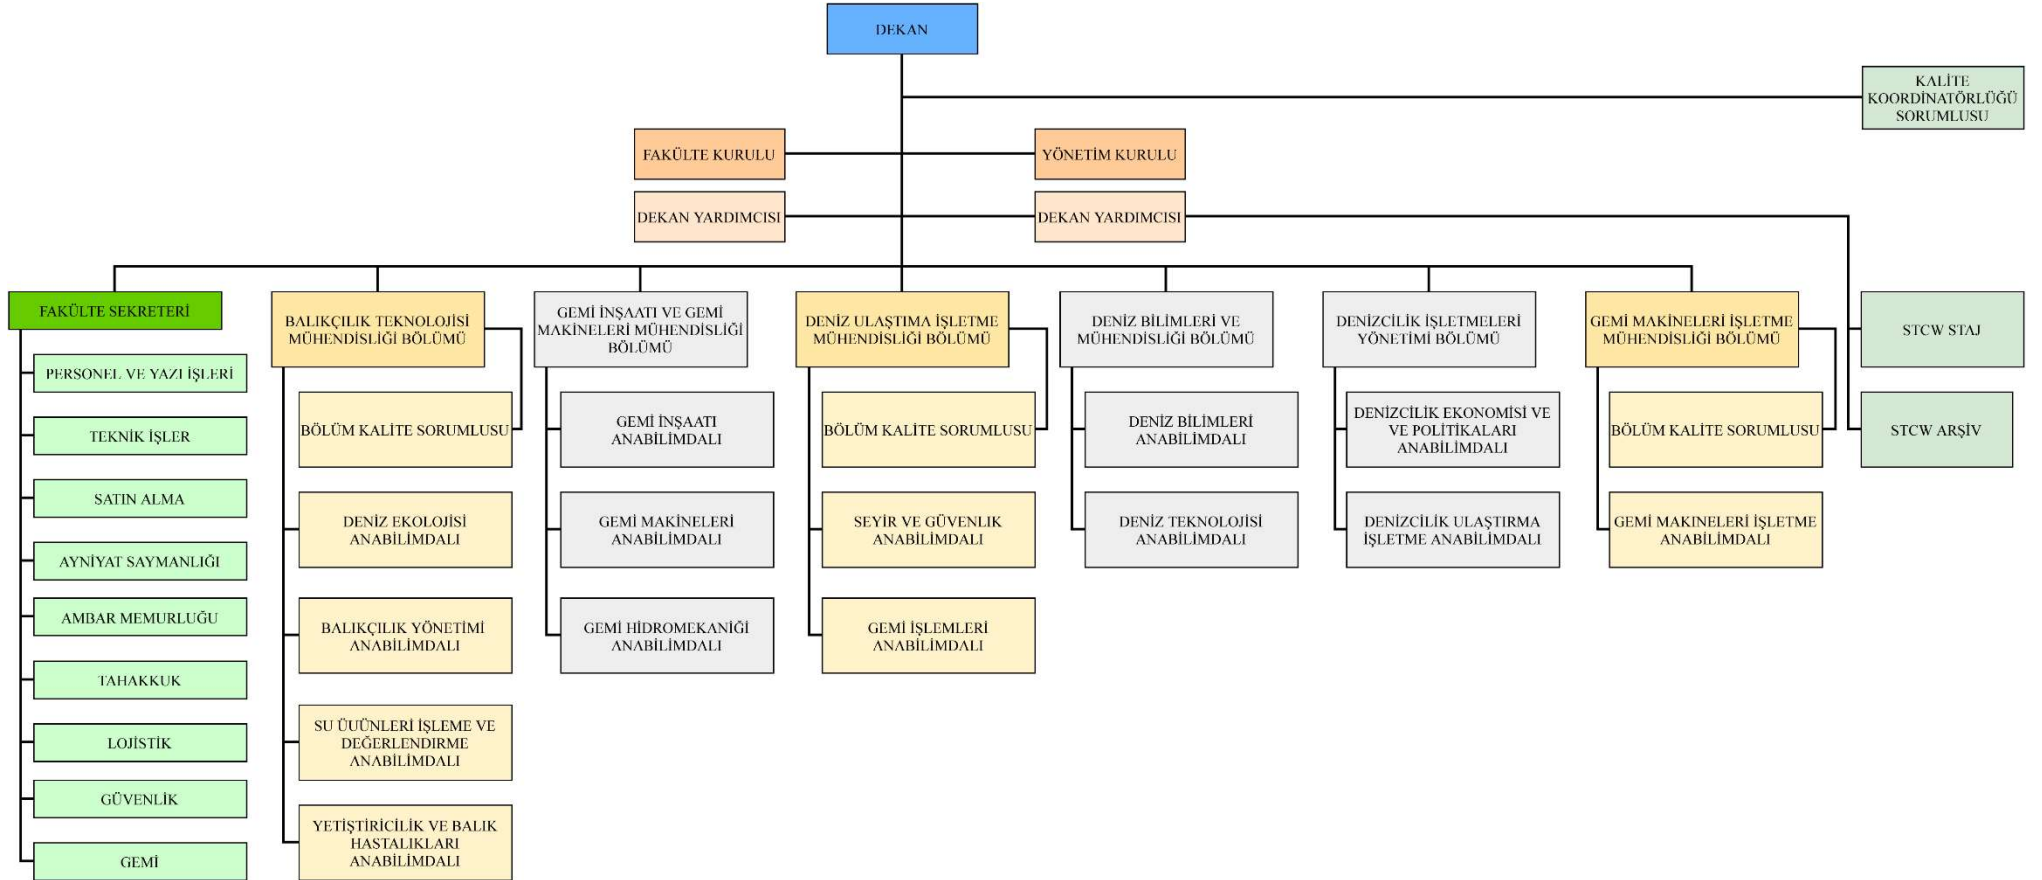 DEKAN
KALİTE
KOORDİNATÖRLÜĞÜ
SORUMLUSU
FAKÜLTE KURULU
YÖNETİM KURULU
DEKAN YARDIMCISI
DEKAN YARDIMCISI
FAKÜLTE SEKRETERİ
PERSONEL VE YAZI İŞLERİ
TEKNİK İŞLER
SATIN ALMA
AYNİYAT SAYMANLIĞI
AMBAR MEMURLUĞU
TAHAKKUK
LOJİSTİK
GÜVENLİK
GEMİ
BALIKÇILIK TEKNOLOJİSİ
MÜHENDİSLİĞİ BÖLÜMÜ
BÖLÜM KALİTE SORUMLUSU
DENİZ EKOLOJİSİ
ANABİLİMDALI
BALIKÇILIK YÖNETİMİ
ANABİLİMDALI
SU ÜUÜNLERİ İŞLEME VE
DEĞERLENDIRME
ANABİLİMDALI
YETİŞTİRİCİLİK VE BALIK
HASTALIKLARI
ANABİLİMDALI
GEMİ İNŞAATI VE GEMİ
MAKİNELERİ MÜHENDİSLİĞİ
BÖLÜMÜ
GEMİ İNŞAATI
ANABİLİMDALI
GEMİ MAKİNELERİ
ANABİLİMDALI
GEMİ HİDROMEKANİĞİ
ANABİLİMDALI
DENİZ ULAŞTIMA İŞLETME
MÜHENDİSLİĞİ BÖLÜMÜ
BÖLÜM KALİTE SORUMLUSU
SEYİR VE GÜVENLIK
ANABİLİMDALI
GEMİ İŞLEMLERİ
ANABİLİMDALI
DENİZ BİLİMLERİ VE
MÜHENDİSLİĞİ BÖLÜMÜ
DENİZ BİLİMLERİ
ANABİLİMDALI
DENİZ TEKNOLOJİSİ
ANABİLİMDALI
DENİZCİLİK İŞLETMELERİ
YÖNETİMİ BÖLÜMÜ
DENİZCİLİK EKONOMİSİ VE
VE POLİTİKALARI
ANABİLİMDALI
DENİZCİLİK ULAŞTIRMA
İŞLETME ANABİLİMDALI
GEMİ MAKİNELERİ İŞLETME
MÜHENDİSLİĞİ BÖLÜMÜ
BÖLÜM KALİTE SORUMLUSU
GEMİ MAKINELERİ İŞLETME
ANABİLİMDALI
STCW STAJ
STCW ARŞİV